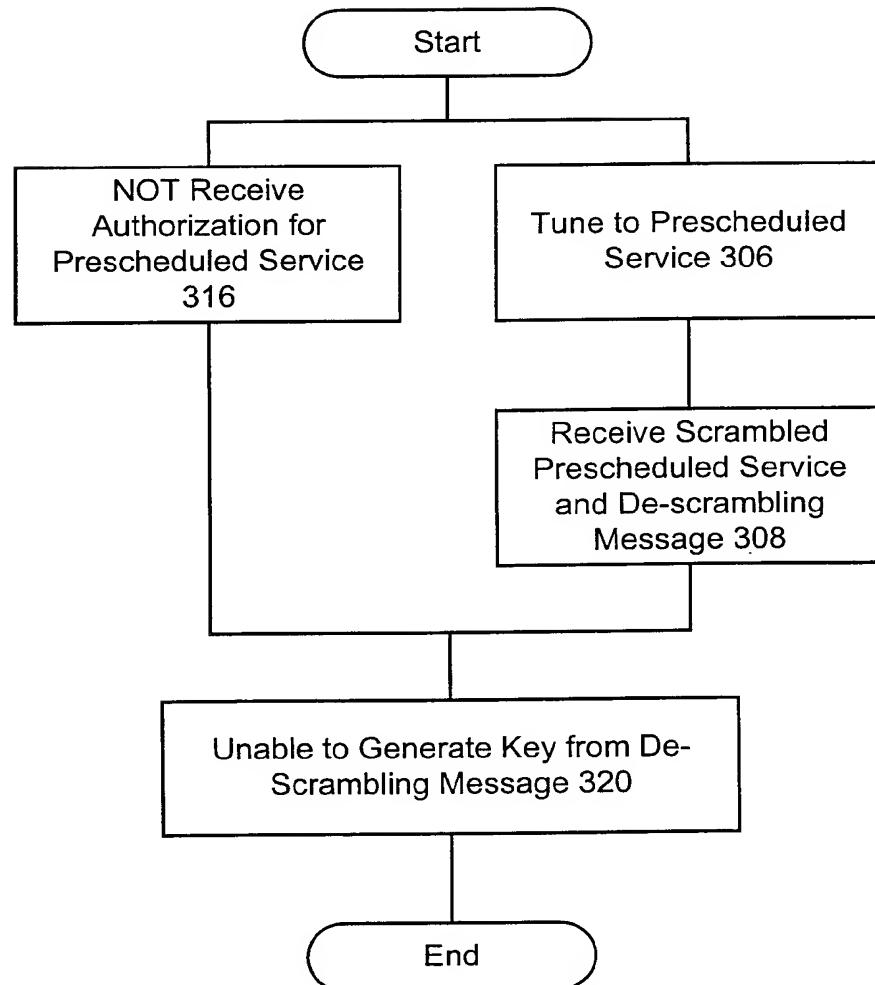 Start
NOT Receive
Authorization for
Prescheduled Service
316
Tune to Prescheduled
Service 306
Receive Scrambled
Prescheduled Service
and De-scrambling
Message 308
Unable to Generate Key from De-
Scrambling Message 320
End